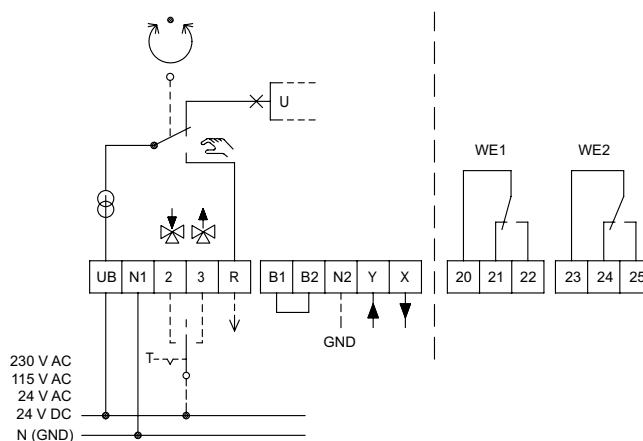 U
WE1
WE2
UB N1 2 3 R
B1 B2 N2 Y X
20 21 22
23 24 25
GND
T
230 V AC
115 V AC
24 V AC
24 V DC
N (GND)